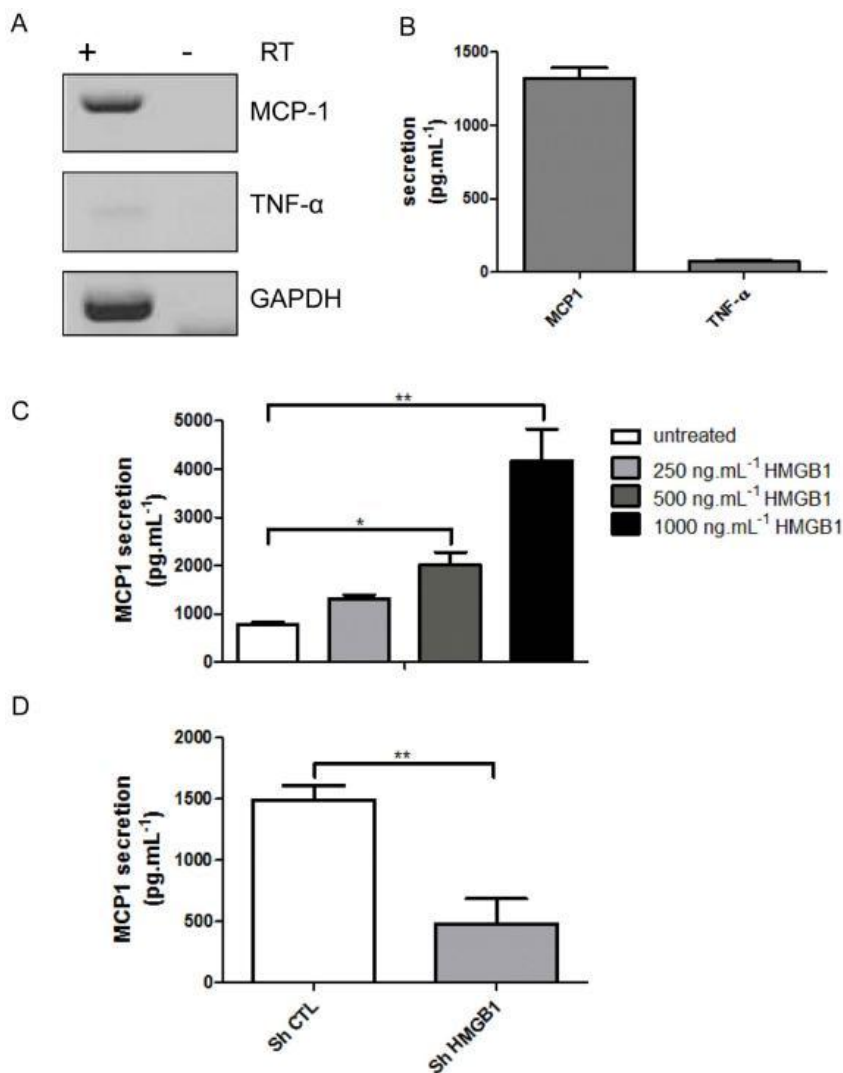 A
+ - RT
MCP-1
TNF-α
GAPDH
B
secretion
(pg.mL⁻¹)
1500
1000
500
0
MCP1
TNF-α
C
MCP1 secretion
(pg.mL⁻¹)
5000
4000
3000
2000
1000
0
**
*
untreated
250 ng.mL⁻¹ HMGB1
500 ng.mL⁻¹ HMGB1
1000 ng.mL⁻¹ HMGB1
D
MCP1 secretion
(pg.mL⁻¹)
2000
1500
1000
500
0
**
Sh CTL
Sh HMGB1